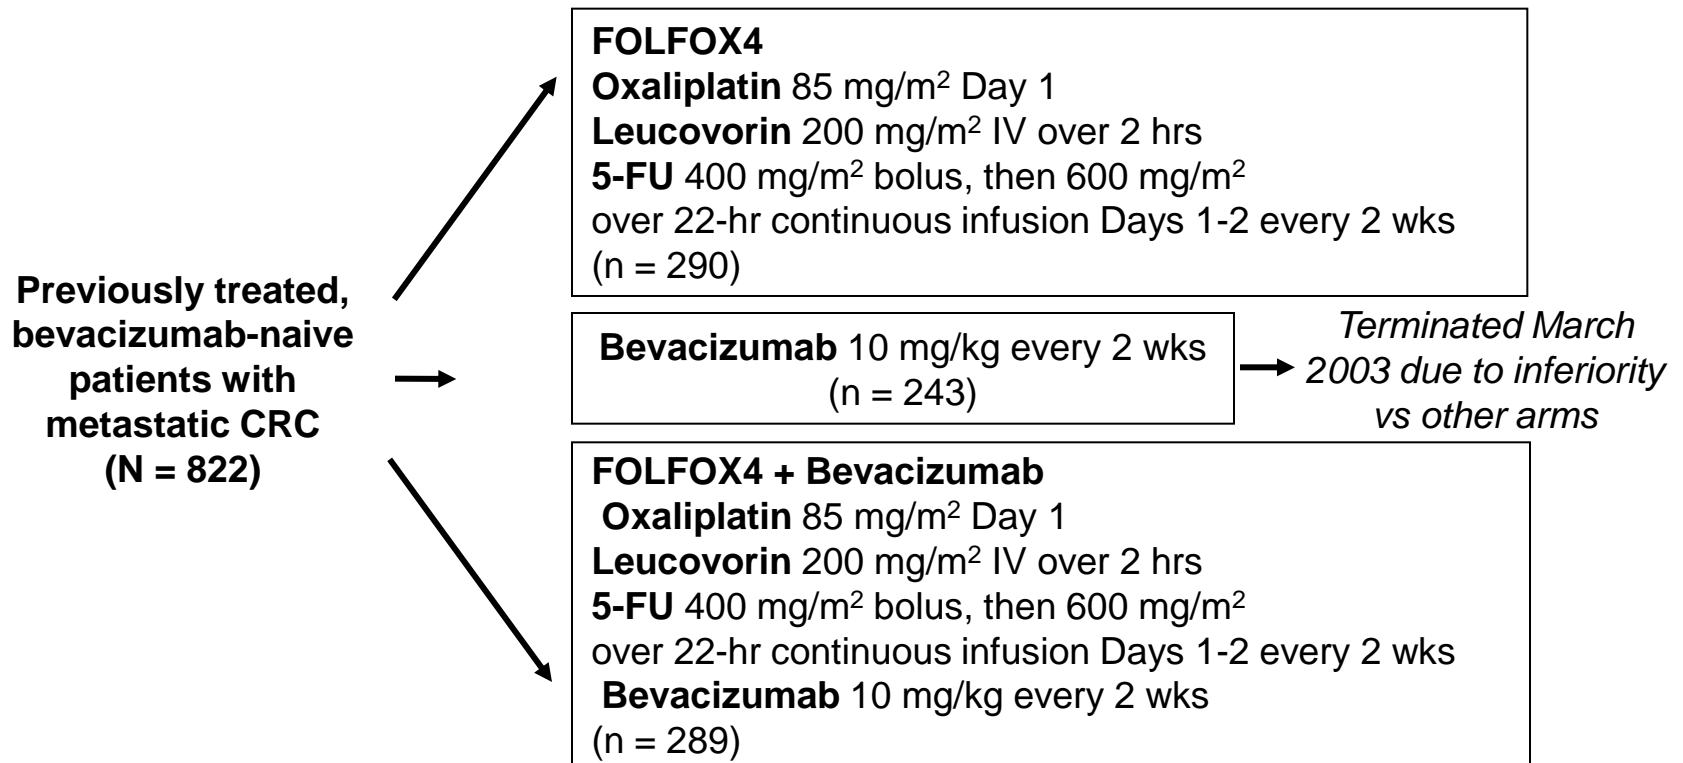 Previously treated,
bevacizumab-naive
patients with
metastatic CRC
(N = 822)
FOLFOX4
Oxaliplatin 85 mg/m² Day 1
Leucovorin 200 mg/m² IV over 2 hrs
5-FU 400 mg/m² bolus, then 600 mg/m²
over 22-hr continuous infusion Days 1-2 every 2 wks
(n = 290)
Bevacizumab 10 mg/kg every 2 wks
(n = 243)
Terminated March
2003 due to inferiority
vs other arms
FOLFOX4 + Bevacizumab
Oxaliplatin 85 mg/m² Day 1
Leucovorin 200 mg/m² IV over 2 hrs
5-FU 400 mg/m² bolus, then 600 mg/m²
over 22-hr continuous infusion Days 1-2 every 2 wks
Bevacizumab 10 mg/kg every 2 wks
(n = 289)